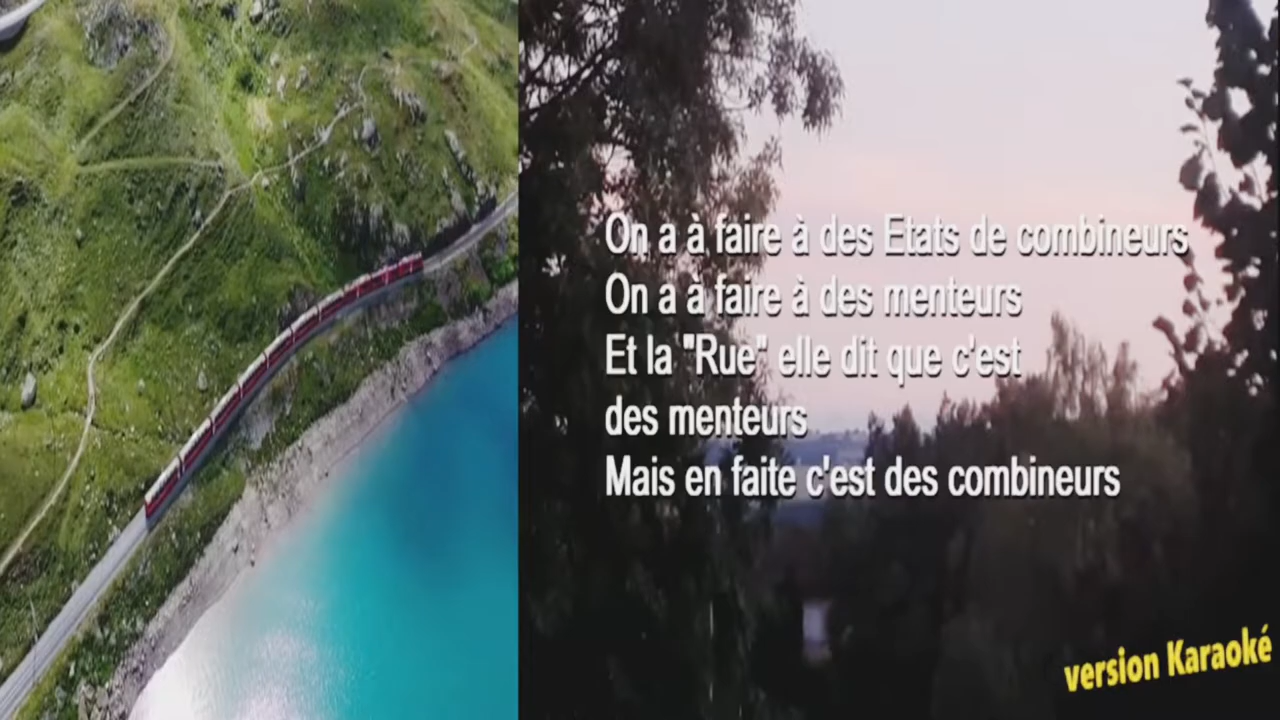 On a à faire à des Etats de combineurs
On a à faire à des menteurs
Et la "Rue" elle dit que c'est
des menteurs
Mais en faite c'est des combineurs
version Karaoké